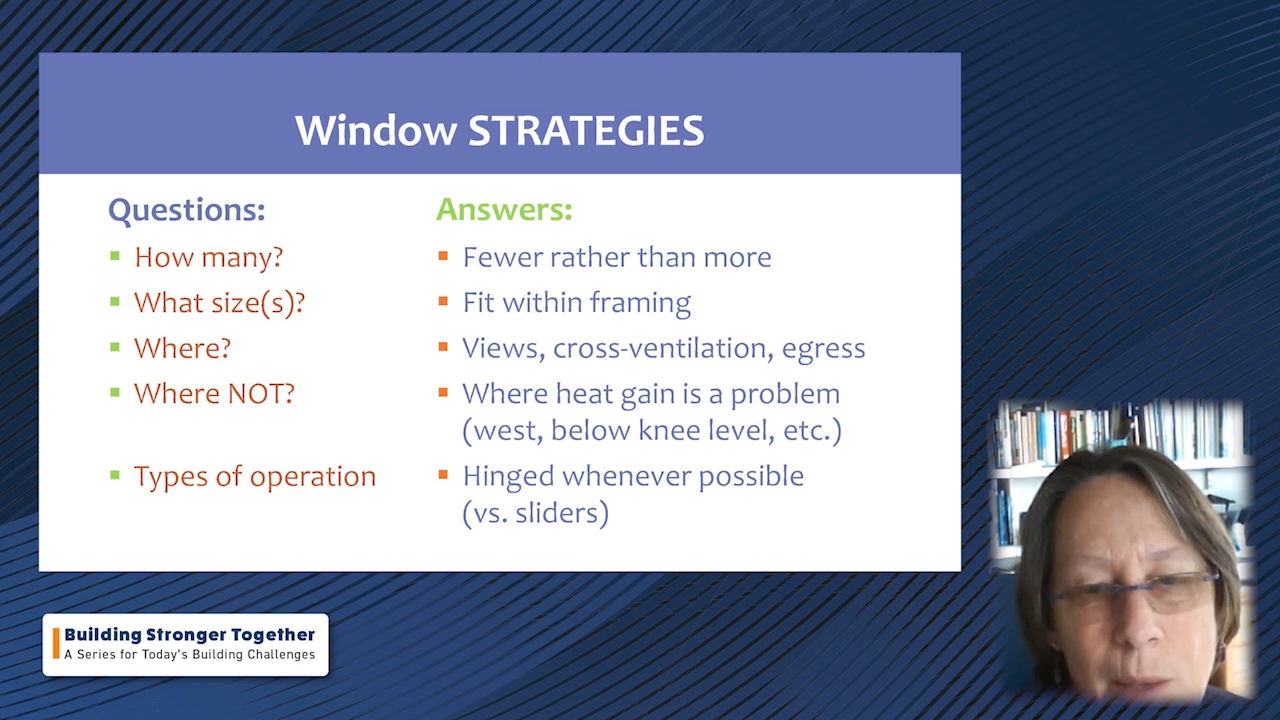 Window STRATEGIES
Questions:
Answers:
How many?
Fewer rather than more
What size(s)?
Fit within framing
Where?
Views, cross-ventilation, egress
Where NOT?
Where heat gain is a problem
(west, below knee level, etc.)
Types of operation
Hinged whenever possible
(vs. sliders)
Building Stronger Together
A Series for Today's Building Challenges